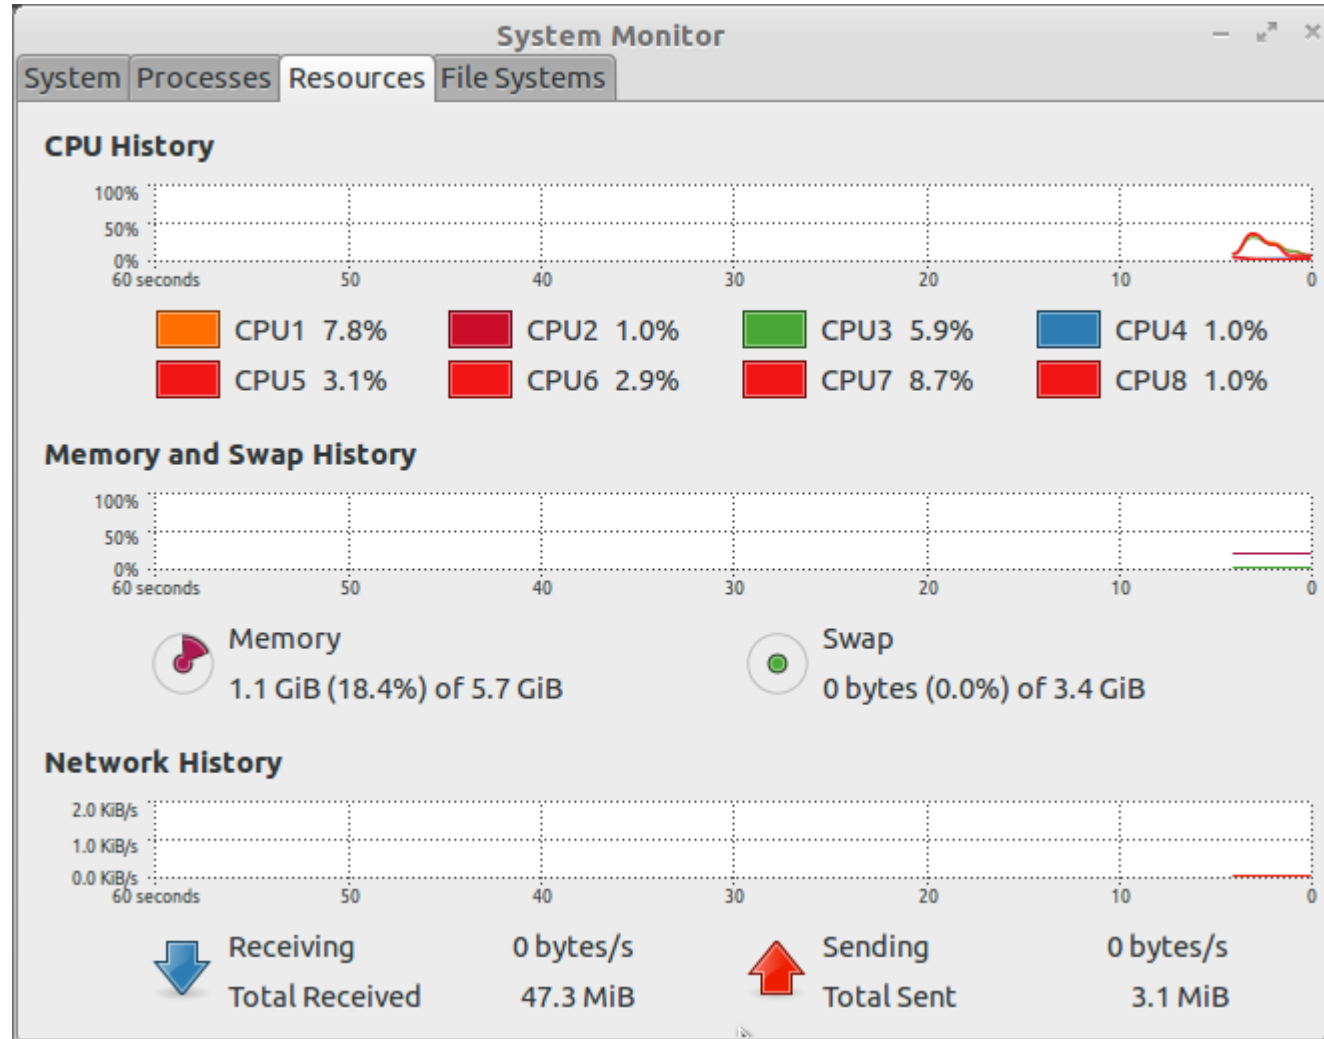 System Monitor
System Processes Resources File Systems
CPU History
100%
50%
0%
60 seconds 50 40 30 20 10 0
CPU1 7.8% CPU2 1.0% CPU3 5.9% CPU4 1.0%
CPU5 3.1% CPU6 2.9% CPU7 8.7% CPU8 1.0%
Memory and Swap History
100%
50%
0%
60 seconds 50 40 30 20 10 0
Memory Swap
1.1 GiB (18.4%) of 5.7 GiB 0 bytes (0.0%) of 3.4 GiB
Network History
2.0 KiB/s
1.0 KiB/s
0.0 KiB/s
60 seconds 50 40 30 20 10 0
Receiving 0 bytes/s Sending 0 bytes/s
Total Received 47.3 MiB Total Sent 3.1 MiB